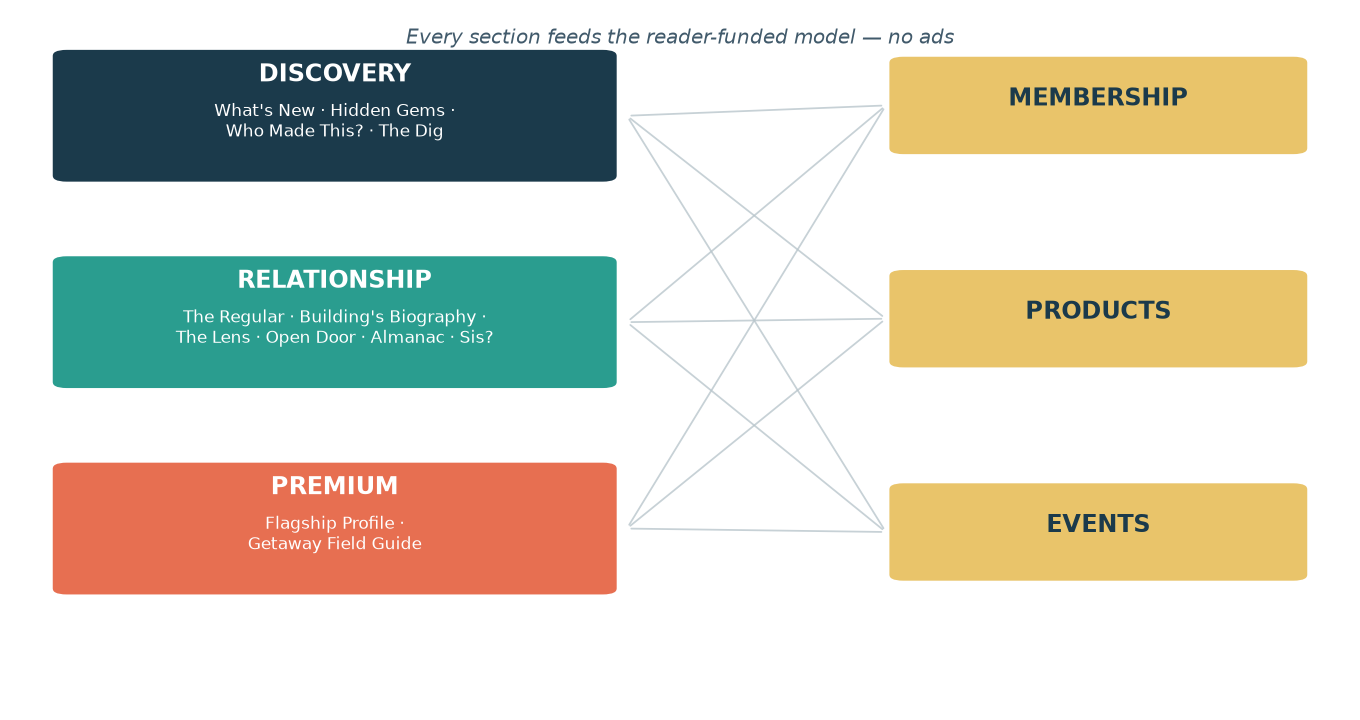 Every section feeds the reader-funded model — no ads
DISCOVERY
What's New · Hidden Gems ·
Who Made This? · The Dig
RELATIONSHIP
The Regular · Building's Biography ·
The Lens · Open Door · Almanac · Sis?
PREMIUM
Flagship Profile ·
Getaway Field Guide
MEMBERSHIP
PRODUCTS
EVENTS